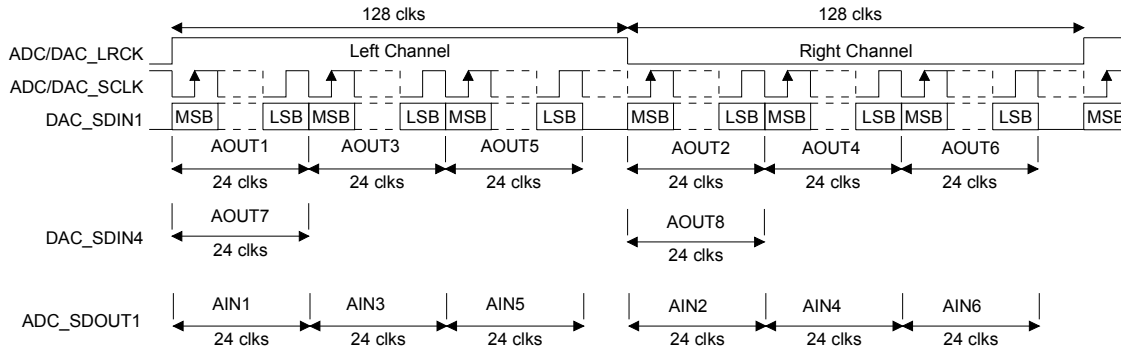 128 clks 128 clks
ADC/DAC_LRCK Left Channel Right Channel
ADC/DAC_SCLK
DAC_SDIN1 MSB LSB MSB LSB MSB LSB MSB LSB MSB LSB MSB LSB MSB
AOUT1 AOUT3 AOUT5 AOUT2 AOUT4 AOUT6
24 clks 24 clks 24 clks 24 clks 24 clks 24 clks
DAC_SDIN4 AOUT7 AOUT8
24 clks 24 clks
ADC_SDOUT1 AIN1 AIN3 AIN5 AIN2 AIN4 AIN6
24 clks 24 clks 24 clks 24 clks 24 clks 24 clks